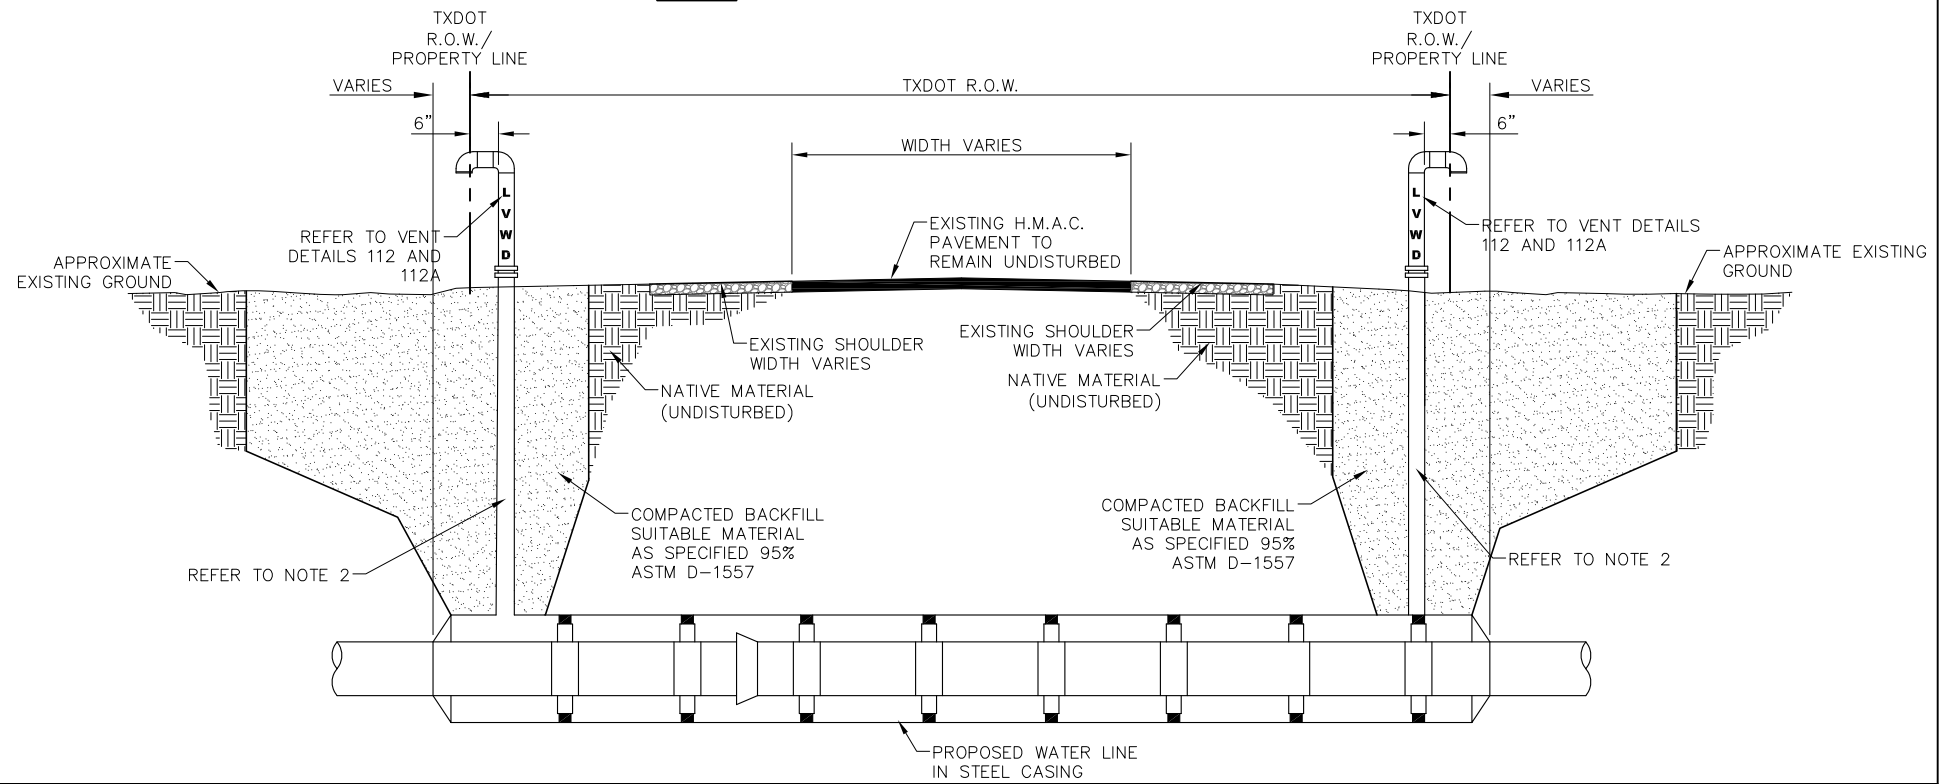 TXDOT
R.O.W./
PROPERTY LINE
TXDOT
R.O.W./
PROPERTY LINE
VARIES
TXDOT R.O.W.
VARIES
6"
6"
WIDTH VARIES
L
V
W
D
L
V
W
D
REFER TO VENT
DETAILS 112 AND
112A
EXISTING H.M.A.C.
PAVEMENT TO
REMAIN UNDISTURBED
REFER TO VENT DETAILS
112 AND 112A
APPROXIMATE
EXISTING GROUND
APPROXIMATE EXISTING
GROUND
EXISTING SHOULDER
WIDTH VARIES
EXISTING SHOULDER
WIDTH VARIES
NATIVE MATERIAL
(UNDISTURBED)
NATIVE MATERIAL
(UNDISTURBED)
COMPACTED BACKFILL
SUITABLE MATERIAL
AS SPECIFIED 95%
ASTM D-1557
COMPACTED BACKFILL
SUITABLE MATERIAL
AS SPECIFIED 95%
ASTM D-1557
REFER TO NOTE 2
REFER TO NOTE 2
PROPOSED WATER LINE
IN STEEL CASING